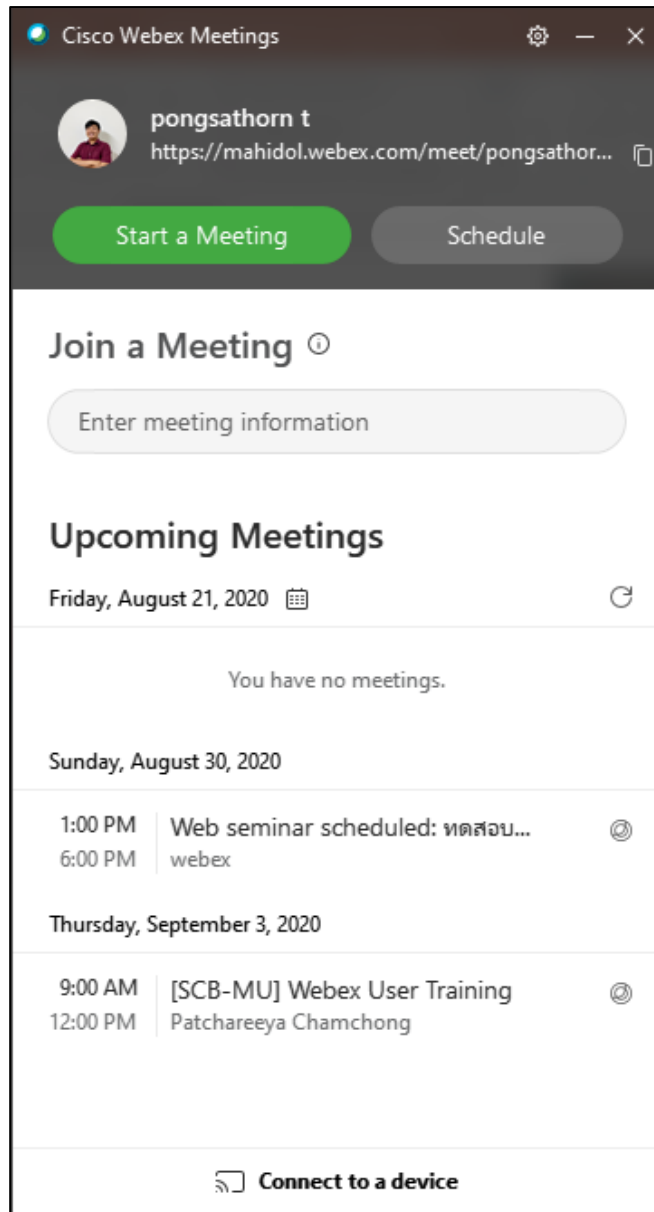 Cisco Webex Meetings
pongsathorn t
https://mahidol.webex.com/meet/pongsathor...
Start a Meeting
Schedule
Join a Meeting
Enter meeting information
Upcoming Meetings
Friday, August 21, 2020
You have no meetings.
Sunday, August 30, 2020
1:00 PM Web seminar scheduled: ทดสอบ...
6:00 PM webex
Thursday, September 3, 2020
9:00 AM [SCB-MU] Webex User Training
12:00 PM Patchareeya Chamchong
Connect to a device